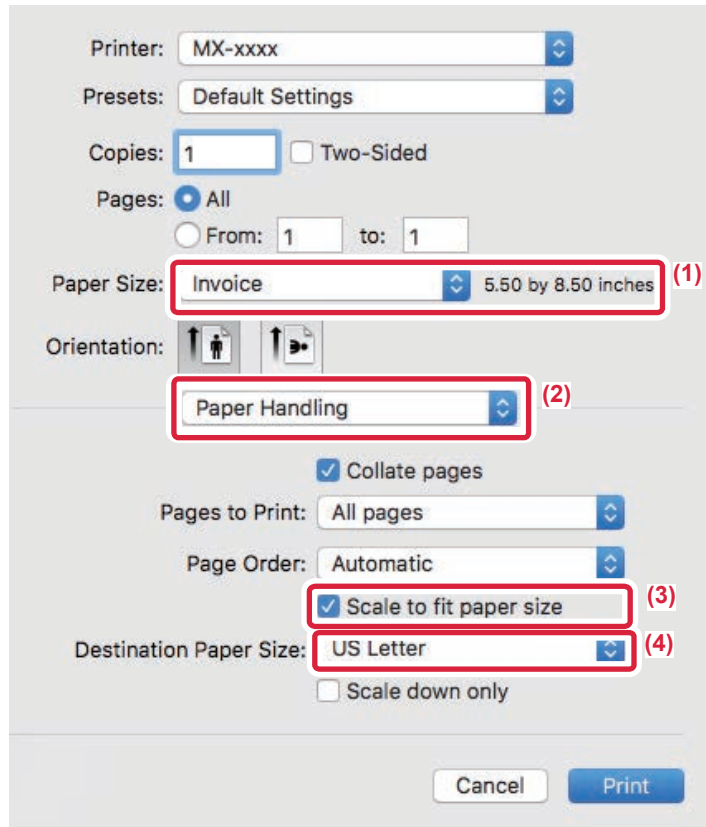 Printer: MX-xxxx
Presets: Default Settings
Copies: 1 Two-Sided
Pages: All
From: 1 to: 1
Paper Size: Invoice 5.50 by 8.50 inches (1)
Orientation:
Paper Handling (2)
Collate pages
Pages to Print: All pages
Page Order: Automatic
Scale to fit paper size (3)
Destination Paper Size: US Letter (4)
Scale down only
Cancel Print